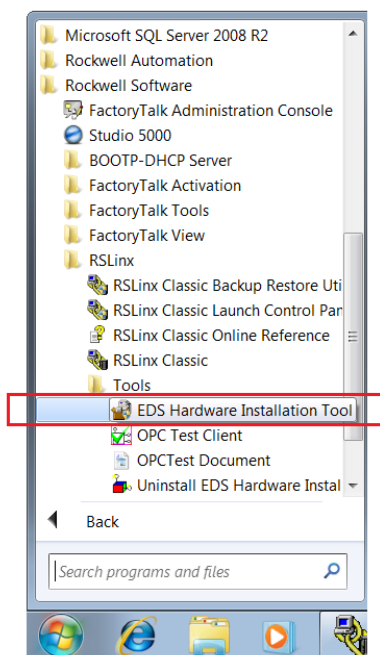 Microsoft SQL Server 2008 R2
Rockwell Automation
Rockwell Software
FactoryTalk Administration Console
Studio 5000
BOOTP-DHCP Server
FactoryTalk Activation
FactoryTalk Tools
FactoryTalk View
RSLinx
RSLinx Classic Backup Restore Uti
RSLinx Classic Launch Control Pan
RSLinx Classic Online Reference
RSLinx Classic
Tools
EDS Hardware Installation Tool
OPC Test Client
OPCTest Document
Uninstall EDS Hardware Instal
Back
Search programs and files